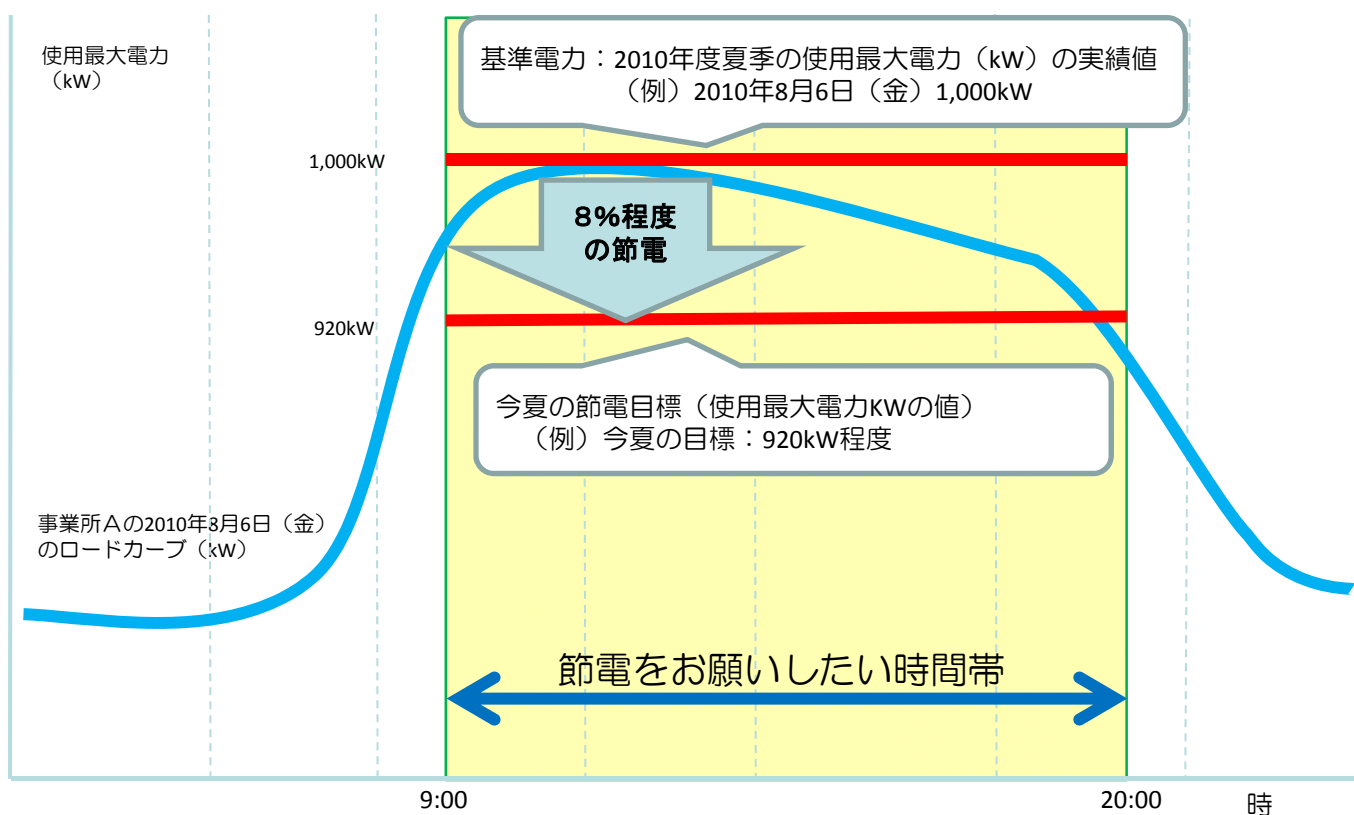 使用最大電力
（kW）
基準電力：2010年度夏季の使用最大電力（kW）の実績値
（例）2010年8月6日（金）1,000kW
1,000kW
8%程度
の節電
920kW
今夏の節電目標（使用最大電力KWの値）
（例）今夏の目標：920kW程度
事業所Aの2010年8月6日（金）
のロードカーブ（kW）
節電をお願いしたい時間帯
9:00
20:00
時